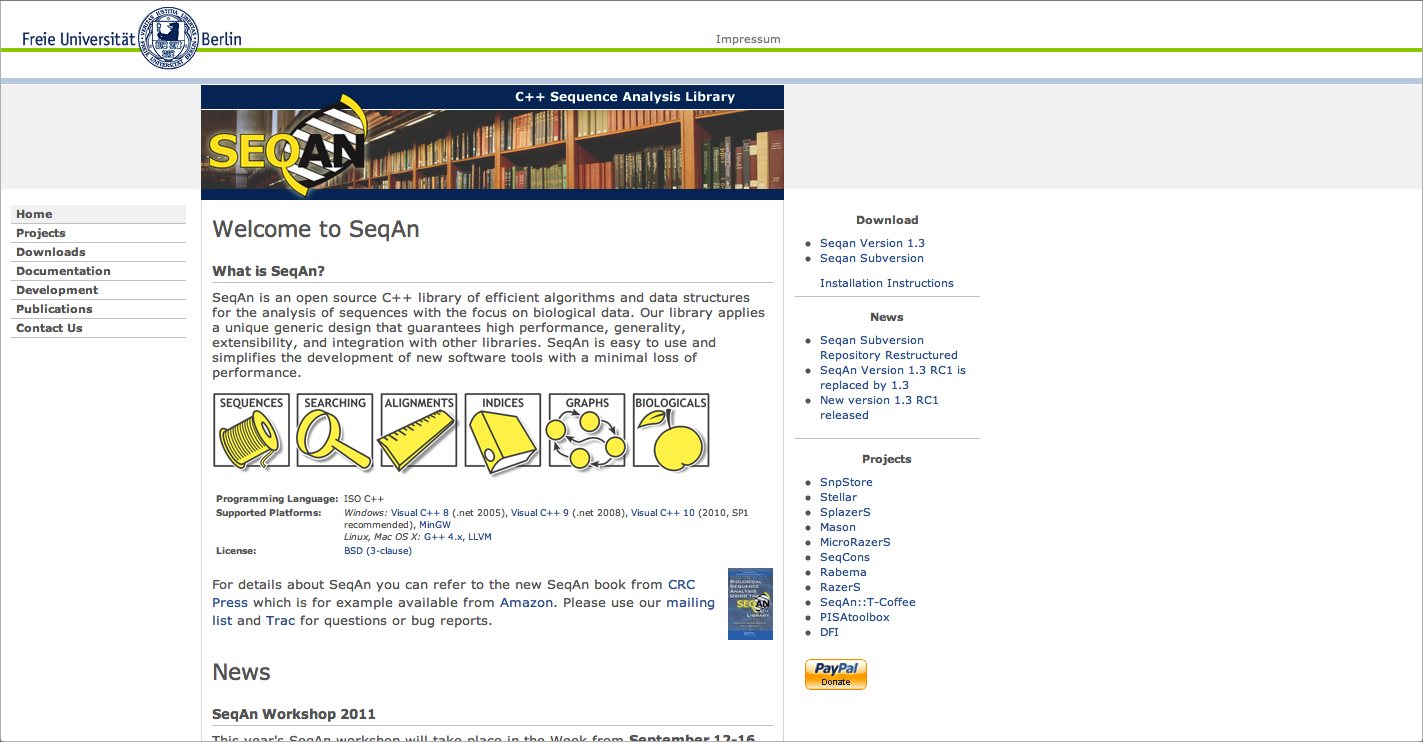 Freie Universität Berlin
Impressum
C++ Sequence Analysis Library
SEQAN
Home
Projects
Downloads
Documentation
Development
Publications
Contact Us
Welcome to SeqAn
What is SeqAn?
SeqAn is an open source C++ library of efficient algorithms and data structures
for the analysis of sequences with the focus on biological data. Our library applies
a unique generic design that guarantees high performance, generality,
extensibility, and integration with other libraries. SeqAn is easy to use and
simplifies the development of new software tools with a minimal loss of
performance.
SEQUENCES SEARCHING ALIGNMENTS INDICES GRAPHS BIOLOGICALS
Programming Language: ISO C++
Supported Platforms: Windows: Visual C++ 8 (.net 2005), Visual C++ 9 (.net 2008), Visual C++ 10 (2010, SP1
recommended), MinGW
Linux, Mac OS X: G++ 4.x, LLVM
License: BSD (3-clause)
For details about SeqAn you can refer to the new SeqAn book from CRC
Press which is for example available from Amazon. Please use our mailing
list and Trac for questions or bug reports.
BIOLOGICAL
SEQUENCE
ANALYSIS
USING THE
SEQAN
C++
LIBRARY
News
SeqAn Workshop 2011
This year's SeqAn workshop will take place in the Week from September 12-16
Download
Seqan Version 1.3
Seqan Subversion
Installation Instructions
News
Seqan Subversion
Repository Restructured
SeqAn Version 1.3 RC1 is
replaced by 1.3
New version 1.3 RC1
released
Projects
SnpStore
Stellar
SplazerS
Mason
MicroRazerS
SeqCons
Rabema
RazerS
SeqAn::T-Coffee
PISAtoolbox
DFI
PayPal
Donate